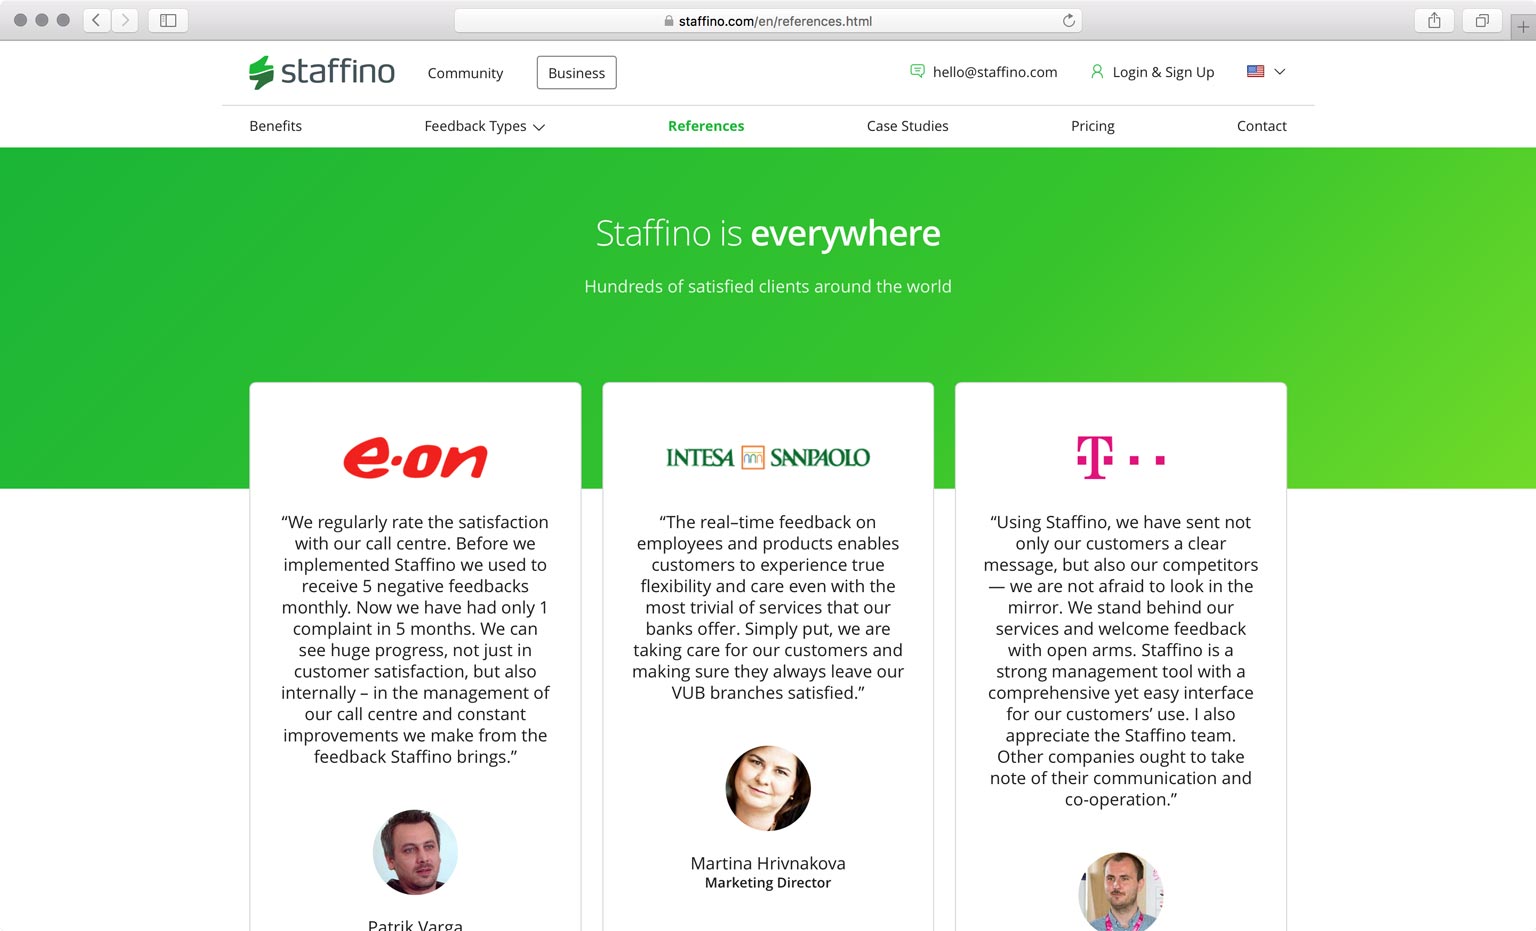 staffino.com/en/references.html
staffino
Community
Business
hello@staffino.com
Login & Sign Up
Benefits
Feedback Types
References
Case Studies
Pricing
Contact
Staffino is everywhere
Hundreds of satisfied clients around the world
e·on
“We regularly rate the satisfaction
with our call centre. Before we
implemented Staffino we used to
receive 5 negative feedbacks
monthly. Now we have had only 1
complaint in 5 months. We can
see huge progress, not just in
customer satisfaction, but also
internally – in the management of
our call centre and constant
improvements we make from the
feedback Staffino brings.”
Patrik Varga
INTESA SANPAOLO
“The real–time feedback on
employees and products enables
customers to experience true
flexibility and care even with the
most trivial of services that our
banks offer. Simply put, we are
taking care for our customers and
making sure they always leave our
VUB branches satisfied.”
Martina Hrivnakova
Marketing Director
T
“Using Staffino, we have sent not
only our customers a clear
message, but also our competitors
— we are not afraid to look in the
mirror. We stand behind our
services and welcome feedback
with open arms. Staffino is a
strong management tool with a
comprehensive yet easy interface
for our customers’ use. I also
appreciate the Staffino team.
Other companies ought to take
note of their communication and
co-operation.”